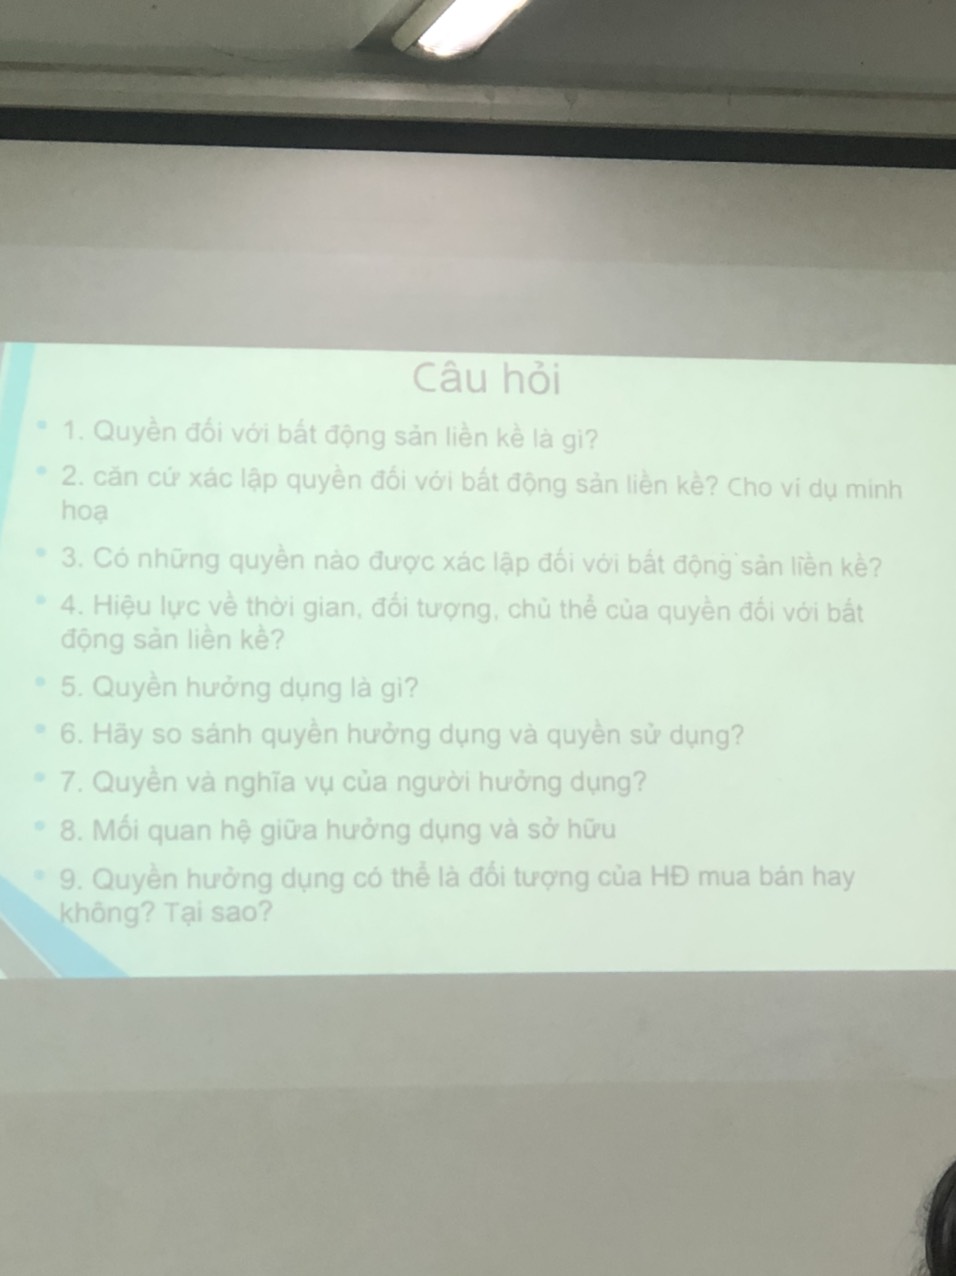 Câu hỏi
1. Quyền đối với bất động sản liền kề là gì?
2. căn cứ xác lập quyền đối với bất động sản liền kề? Cho ví dụ minh
hoạ
3. Có những quyền nào được xác lập đối với bất động sản liền kề?
4. Hiệu lực về thời gian, đối tượng, chủ thể của quyền đối với bất
động sản liền kề?
5. Quyền hưởng dụng là gì?
6. Hãy so sánh quyền hưởng dụng và quyền sử dụng?
7. Quyền và nghĩa vụ của người hưởng dụng?
8. Mối quan hệ giữa hưởng dụng và sở hữu
9. Quyền hưởng dụng có thể là đối tượng của HĐ mua bán hay
không? Tại sao?